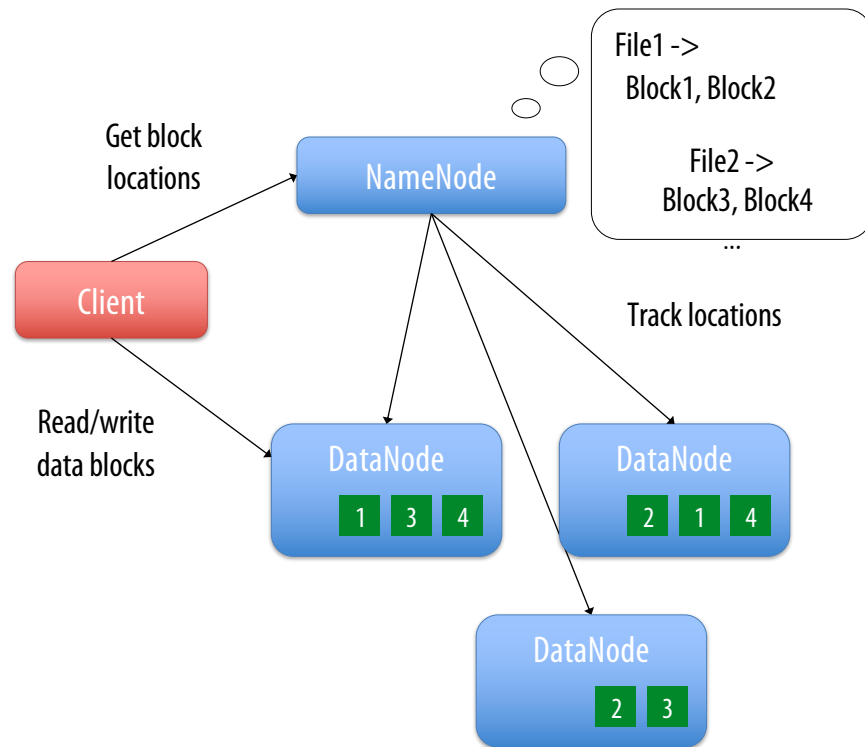 File1 ->
Block1, Block2
File2 ->
Block3, Block4
...
Get block
locations
NameNode
Client
Track locations
Read/write
data blocks
DataNode
1 3 4
DataNode
2 1 4
DataNode
2 3